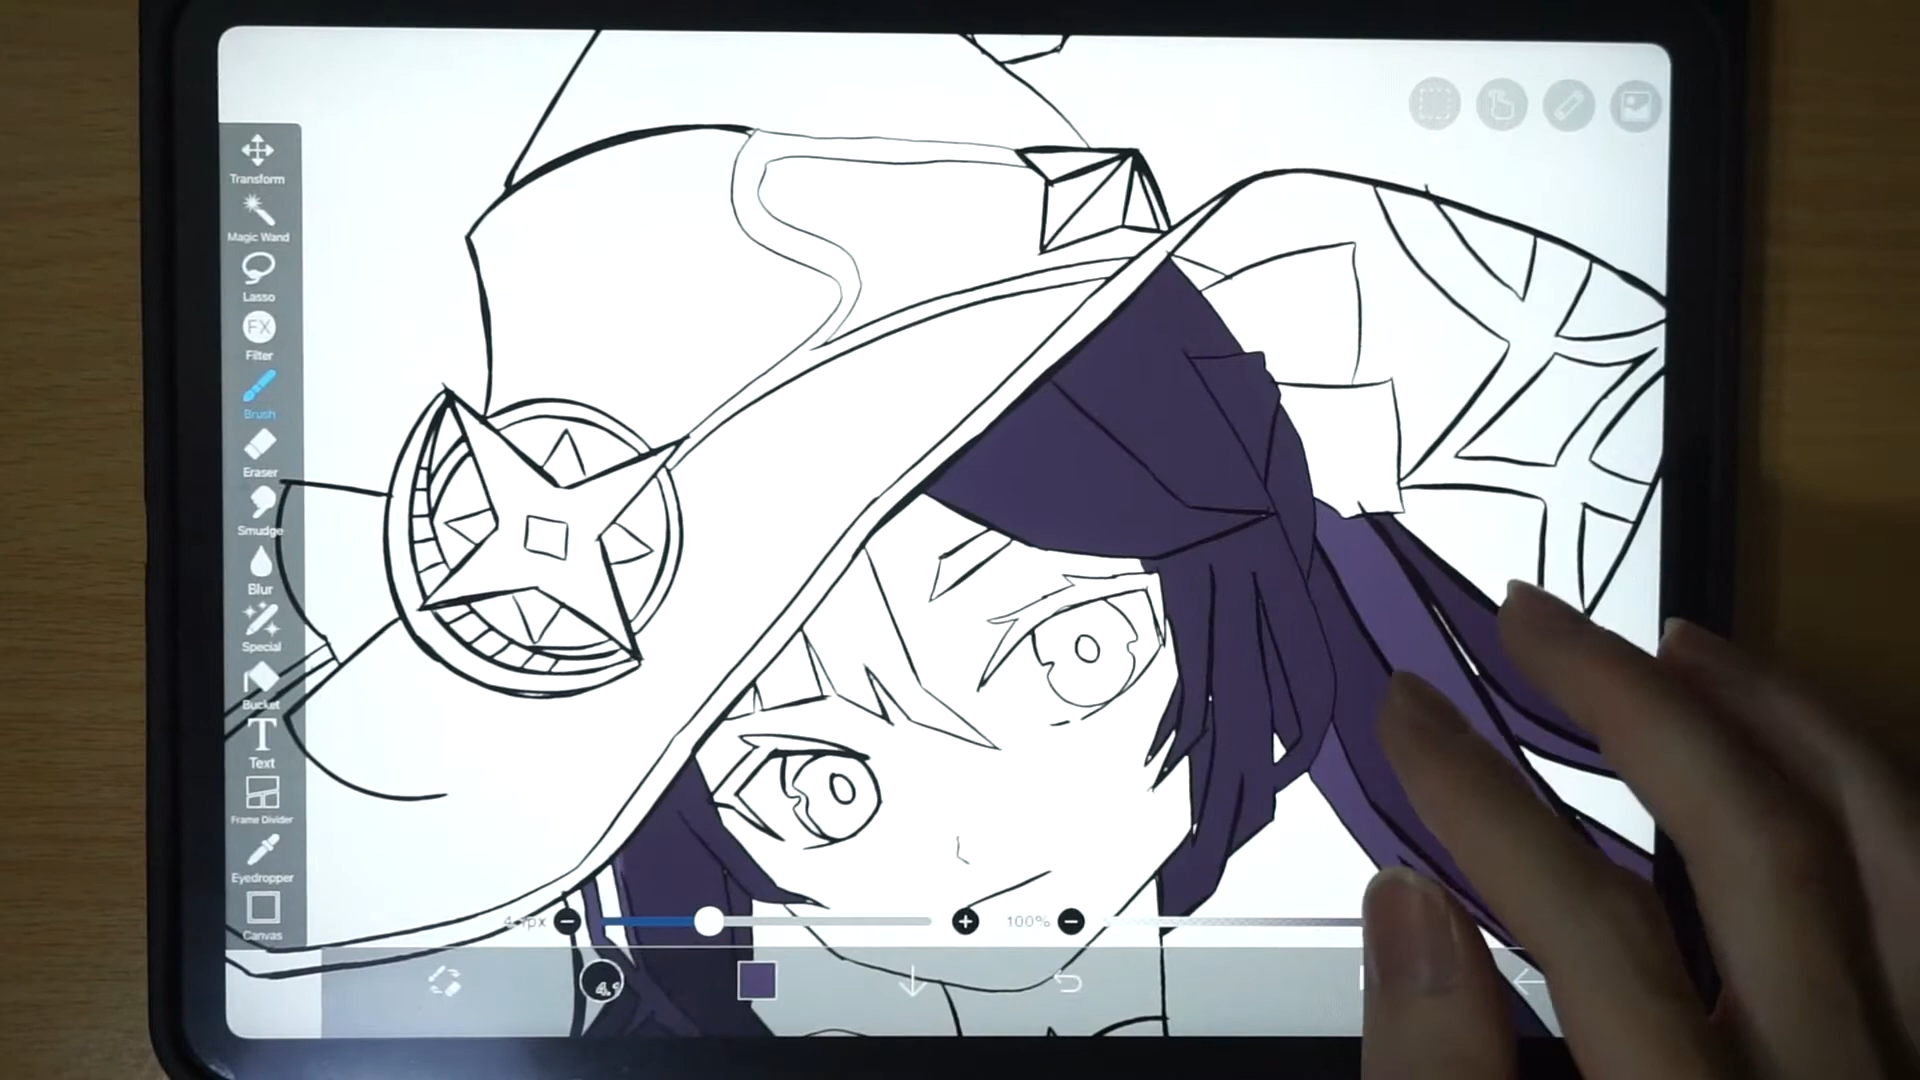 Transform
Magic Wand
Lasso
FX
Filter
Brush
Eraser
Smudge
Blur
Special
Bucket
T
Text
Frame Divider
Eyedropper
Canvas
100%